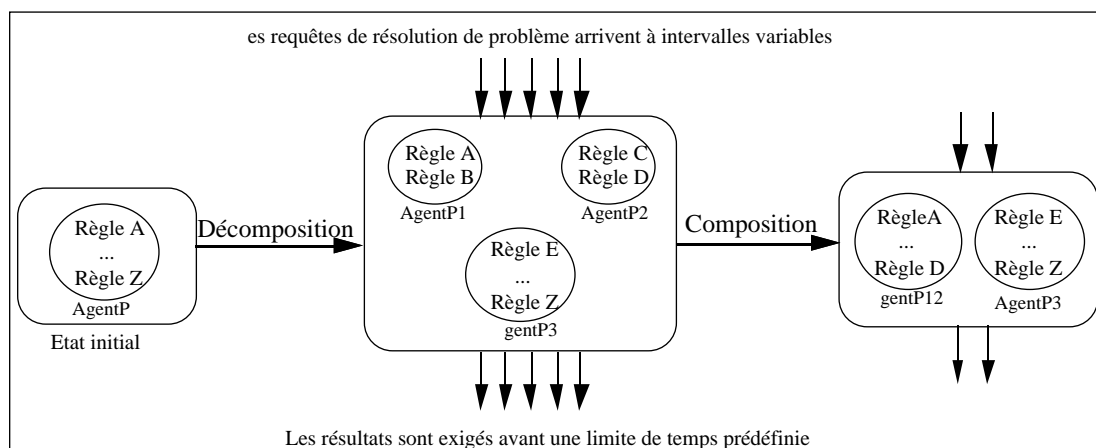 es requêtes de résolution de problème arrivent à intervalles variables
Règle A
...
Règle Z
AgentP
Etat initial
Décomposition
Règle A
Règle B
AgentP1
Règle C
Règle D
AgentP2
Règle E
...
Règle Z
gentP3
Composition
RègleA
...
Règle D
gentP12
Règle E
...
Règle Z
AgentP3
Les résultats sont exigés avant une limite de temps prédéfinie